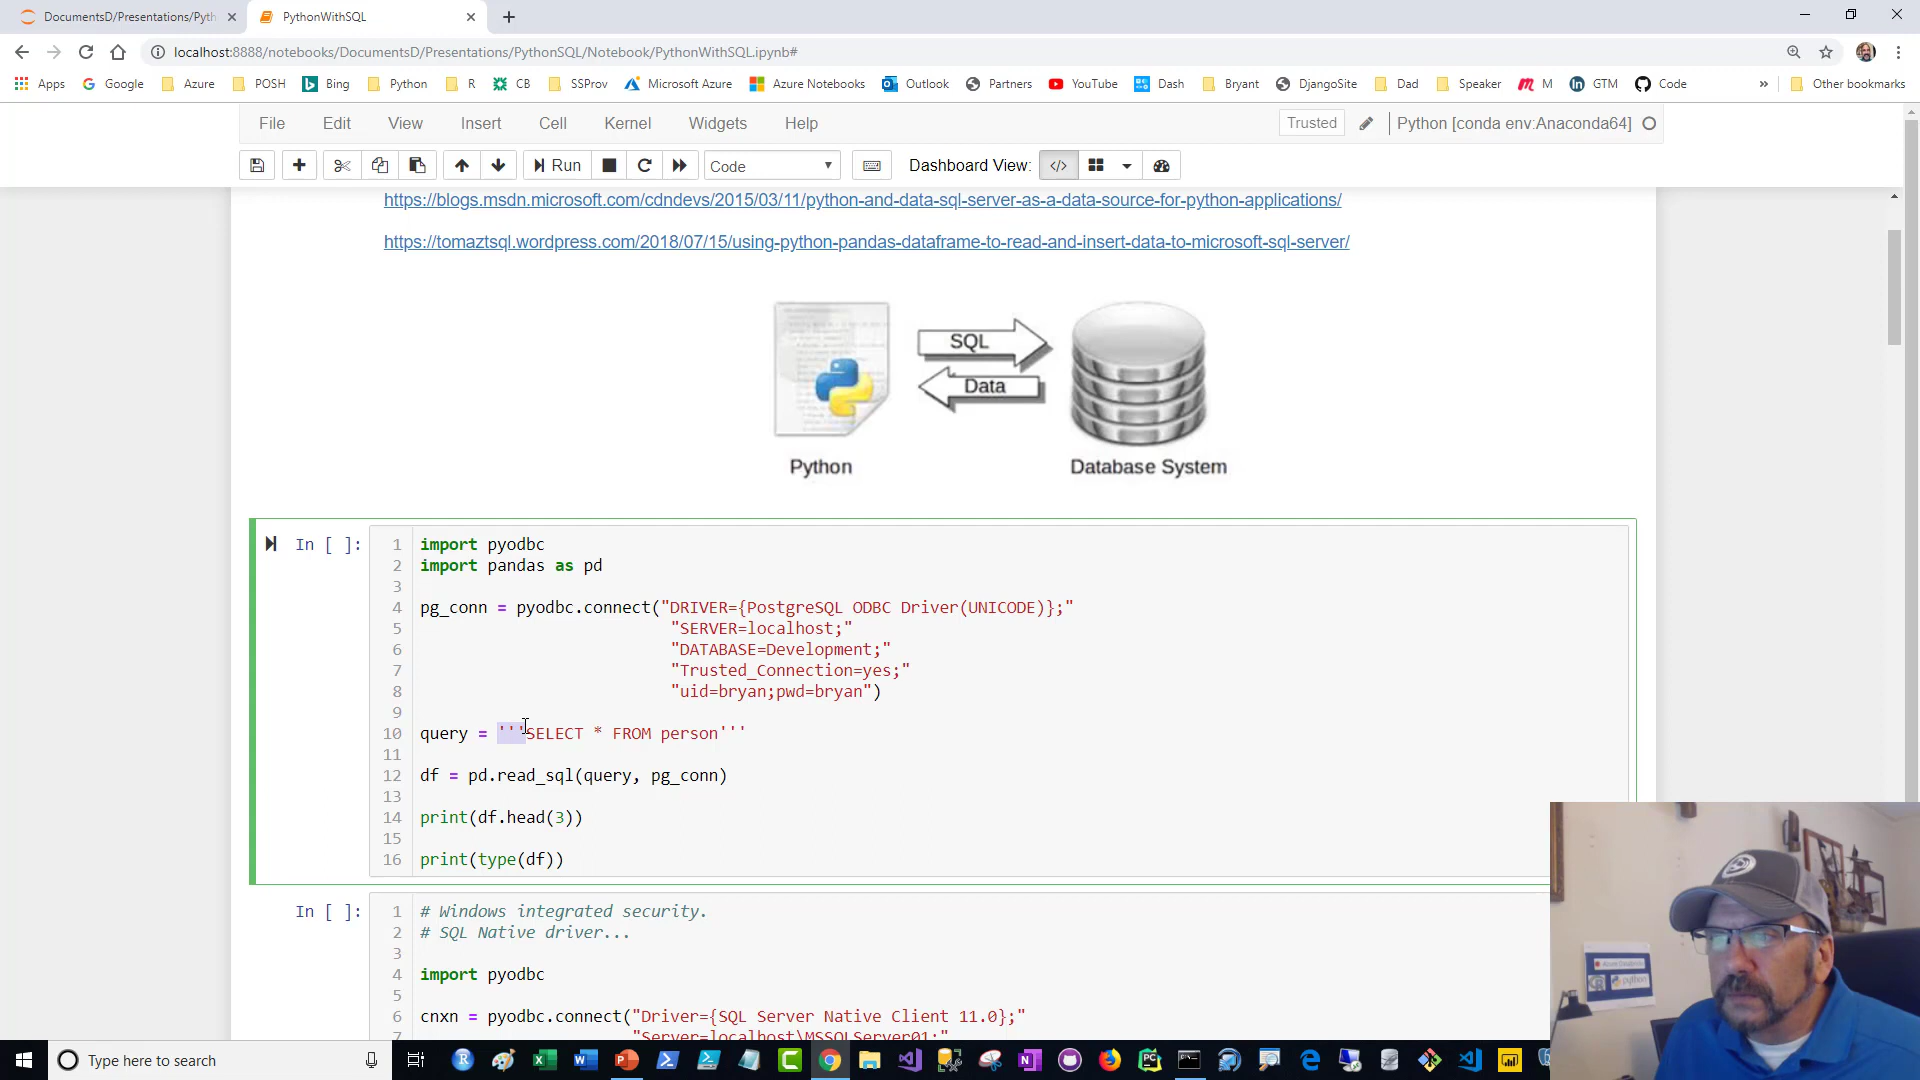 DocumentsD/Presentations/Pyth
PythonWithSQL
localhost:8888/notebooks/DocumentsD/Presentations/PythonSQL/Notebook/PythonWithSQL.ipynb#
Apps Google Azure POSH Bing Python R CB SSProv Microsoft Azure Azure Notebooks Outlook Partners YouTube Dash Bryant DjangoSite Dad Speaker M GTM Code » Other bookmarks
File Edit View Insert Cell Kernel Widgets Help Trusted Python [conda env:Anaconda64]
Run Code Dashboard View:
https://blogs.msdn.microsoft.com/cdndevs/2015/03/11/python-and-data-sql-server-as-a-data-source-for-python-applications/
https://tomaztsql.wordpress.com/2018/07/15/using-python-pandas-dataframe-to-read-and-insert-data-to-microsoft-sql-server/
SQL
Data
Python Database System
In [ ]:
1 import pyodbc
2 import pandas as pd
3
4 pg_conn = pyodbc.connect("DRIVER={PostgreSQL ODBC Driver(UNICODE)};"
5 "SERVER=localhost;"
6 "DATABASE=Development;"
7 "Trusted_Connection=yes;"
8 "uid=bryan;pwd=bryan")
9
10 query = '''SELECT * FROM person'''
11
12 df = pd.read_sql(query, pg_conn)
13
14 print(df.head(3))
15
16 print(type(df))
In [ ]:
1 # Windows integrated security.
2 # SQL Native driver...
3
4 import pyodbc
5
6 cnxn = pyodbc.connect("Driver={SQL Server Native Client 11.0};"
7 "Server=localhost\MSSQLServer01;"
Type here to search